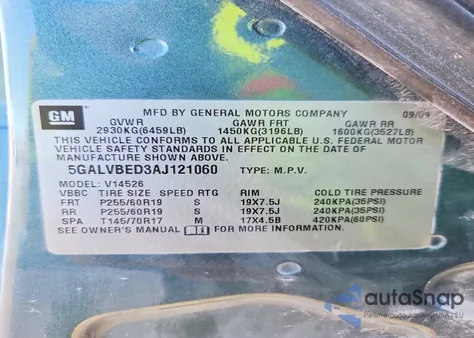 GM
MFD BY GENERAL MOTORS COMPANY 09/09
GVWR GAWR FRT GAWR RR
2930KG(6459LB) 1450KG(3196LB) 1600KG(3527LB)
THIS VEHICLE CONFORMS TO ALL APPLICABLE U.S. FEDERAL MOTOR
VEHICLE SAFETY STANDARDS IN EFFECT ON THE DATE OF
MANUFACTURE SHOWN ABOVE.
5GALVBED3AJ121060 TYPE: M.P.V.
MODEL: V14526
VBBC TIRE SIZE SPEED RTG RIM COLD TIRE PRESSURE
FRT P255/60R19 S 19X7.5J 240KPA(35PSI)
RR P255/60R19 S 19X7.5J 240KPA(35PSI)
SPA T145/70R17 M 17X4.5B 420KPA(60PSI)
SEE OWNER'S MANUAL FOR MORE INFORMATION.
autoSnap